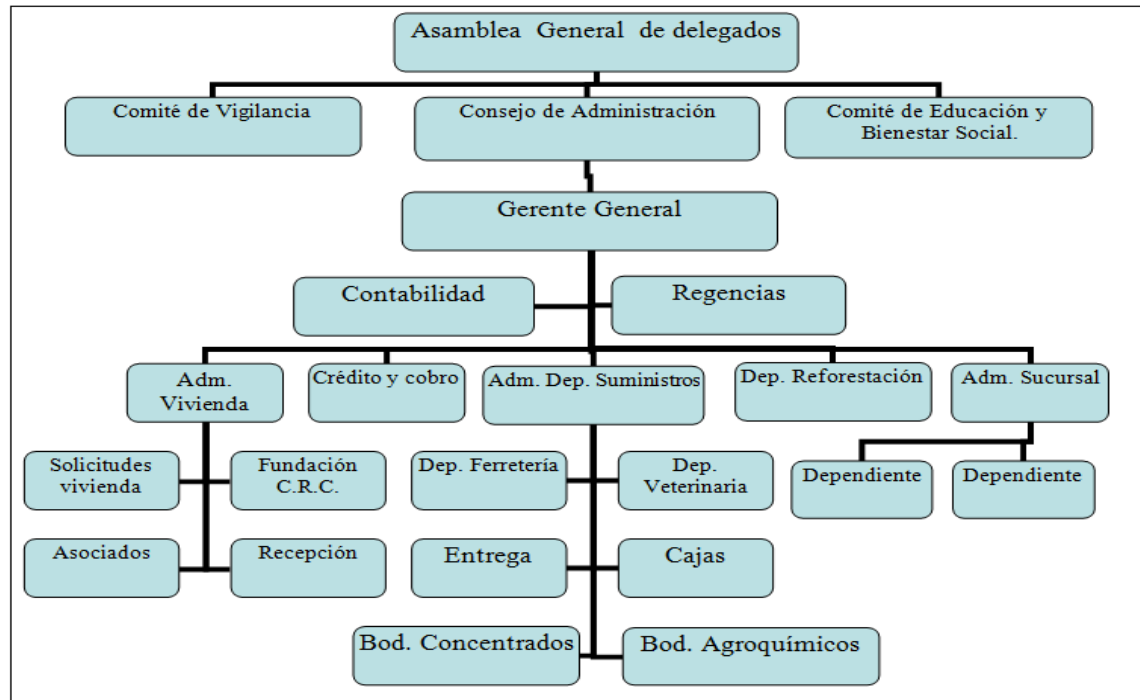 Asamblea General de delegados
Comité de Vigilancia
Consejo de Administración
Comité de Educación y
Bienestar Social.
Gerente General
Contabilidad
Regencias
Adm.
Vivienda
Crédito y cobro
Adm. Dep. Suministros
Dep. Reforestación
Adm. Sucursal
Solicitudes
vivienda
Fundación
C.R.C.
Dep. Ferretería
Dep.
Veterinaria
Dependiente
Dependiente
Asociados
Recepción
Entrega
Cajas
Bod. Concentrados
Bod. Agroquímicos